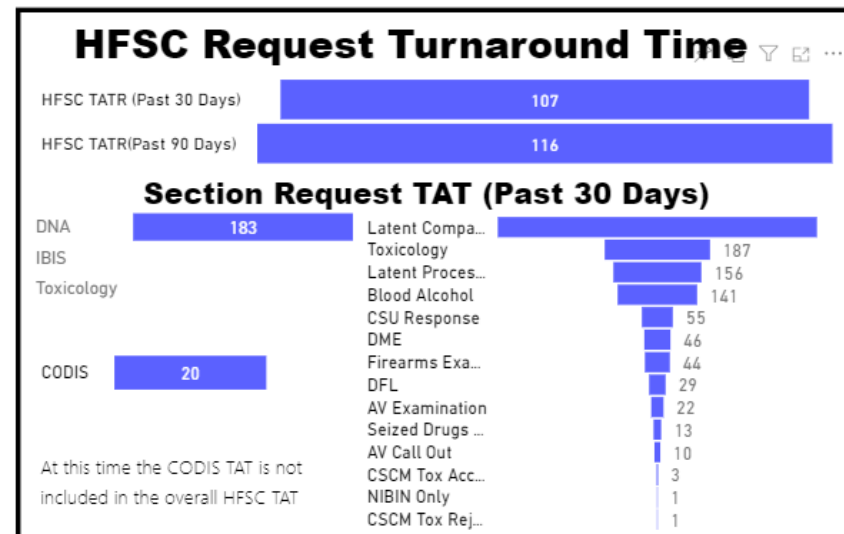 HFSC Request Turnaround Time
HFSC TATR (Past 30 Days) 107
HFSC TATR(Past 90 Days) 116
Section Request TAT (Past 30 Days)
DNA 183
IBIS
Toxicology
CODIS 20
At this time the CODIS TAT is not
included in the overall HFSC TAT
Latent Compa...
Toxicology 187
Latent Proces... 156
Blood Alcohol 141
CSU Response 55
DME 46
Firearms Exa... 44
DFL 29
AV Examination 22
Seized Drugs ... 13
AV Call Out 10
CSCM Tox Acc... 3
NIBIN Only 1
CSCM Tox Rej... 1